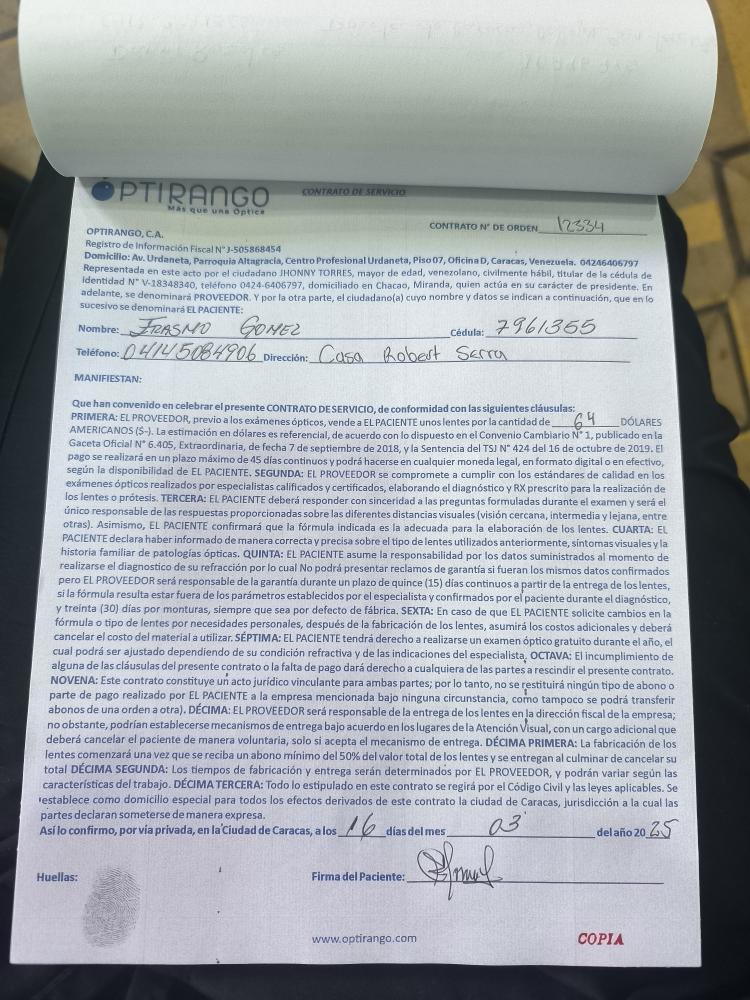 OPTIRANGO
Más que una Óptica
CONTRATO DE SERVICIO
CONTRATO N° DE ORDEN 12334
OPTIRANGO, C.A.
Registro de Información Fiscal N° J-505868454
Domicilio: Av. Urdaneta, Parroquia Altagracia, Centro Profesional Urdaneta, Piso 07, Oficina D, Caracas, Venezuela. 04246406797
Representada en este acto por el ciudadano JHONNY TORRES, mayor de edad, venezolano, civilmente hábil, titular de la cédula de
identidad N° V-18348340, teléfono 0424-6406797, domiciliado en Chacao, Miranda, quien actúa en su carácter de presidente. En
adelante, se denominará PROVEEDOR. Y por la otra parte, el ciudadano(a) cuyo nombre y datos se indican a continuación, que en lo
sucesivo se denominará EL PACIENTE:
Nombre: ERASMO GOMEZ Cédula: 7961355
Teléfono: 04145084906 Dirección: Casa Robert Serra
MANIFIESTAN:
Que han convenido en celebrar el presente CONTRATO DE SERVICIO, de conformidad con las siguientes cláusulas:
PRIMERA: EL PROVEEDOR, previo a los exámenes ópticos, vende a EL PACIENTE unos lentes por la cantidad de 64 DÓLARES
AMERICANOS ($-). La estimación en dólares es referencial, de acuerdo con lo dispuesto en el Convenio Cambiario N° 1, publicado en la
Gaceta Oficial N° 6.405, Extraordinaria, de fecha 7 de septiembre de 2018, y la Sentencia del TSJ N° 424 del 16 de octubre de 2019. El
pago se realizará en un plazo máximo de 45 días continuos y podrá hacerse en cualquier moneda legal, en formato digital o en efectivo,
según la disponibilidad de EL PACIENTE. SEGUNDA: EL PROVEEDOR se compromete a cumplir con los estándares de calidad en los
exámenes ópticos realizados por especialistas calificados y certificados, elaborando el diagnóstico y RX prescrito para la realización de
los lentes o prótesis. TERCERA: EL PACIENTE deberá responder con sinceridad a las preguntas formuladas durante el examen y será el
único responsable de las respuestas proporcionadas sobre las diferentes distancias visuales (visión cercana, intermedia y lejana, entre
otras). Asimismo, EL PACIENTE confirmará que la fórmula indicada es la adecuada para la elaboración de los lentes. CUARTA: EL
PACIENTE declara haber informado de manera correcta y precisa sobre el tipo de lentes utilizados anteriormente, síntomas visuales y la
historia familiar de patologías ópticas. QUINTA: EL PACIENTE asume la responsabilidad por los datos suministrados al momento de
realizarse el diagnostico de su refracción por lo cual No podrá presentar reclamos de garantía si fueran los mismos datos confirmados
pero EL PROVEEDOR será responsable de la garantía durante un plazo de quince (15) días continuos a partir de la entrega de los lentes,
si la fórmula resulta estar fuera de los parámetros establecidos por el especialista y confirmados por el paciente durante el diagnóstico,
y treinta (30) días por monturas, siempre que sea por defecto de fábrica. SEXTA: En caso de que EL PACIENTE solicite cambios en la
fórmula o tipo de lentes por necesidades personales, después de la fabricación de los lentes, asumirá los costos adicionales y deberá
cancelar el costo del material a utilizar. SÉPTIMA: EL PACIENTE tendrá derecho a realizarse un examen óptico gratuito durante el año, el
cual podrá ser ajustado dependiendo de su condición refractiva y de las indicaciones del especialista. OCTAVA: El incumplimiento de
alguna de las cláusulas del presente contrato o la falta de pago dará derecho a cualquiera de las partes a rescindir el presente contrato.
NOVENA: Este contrato constituye un acto jurídico vinculante para ambas partes; por lo tanto, no se restituirá ningún tipo de abono o
parte de pago realizado por EL PACIENTE a la empresa mencionada bajo ninguna circunstancia, como tampoco se podrá transferir
abonos de una orden a otra). DÉCIMA: EL PROVEEDOR será responsable de la entrega de los lentes en la dirección fiscal de la empresa;
no obstante, podrían establecerse mecanismos de entrega bajo acuerdo en los lugares de la Atención Visual, con un cargo adicional que
deberá cancelar el paciente de manera voluntaria, solo si acepta el mecanismo de entrega. DÉCIMA PRIMERA: La fabricación de los
lentes comenzará una vez que se reciba un abono mínimo del 50% del valor total de los lentes y se entregan al culminar de cancelar su
total DÉCIMA SEGUNDA: Los tiempos de fabricación y entrega serán determinados por EL PROVEEDOR, y podrán variar según las
características del trabajo. DÉCIMA TERCERA: Todo lo estipulado en este contrato se regirá por el Código Civil y las leyes aplicables. Se
establece como domicilio especial para todos los efectos derivados de este contrato la ciudad de Caracas, jurisdicción a la cual las
partes declaran someterse de manera expresa.
Así lo confirmo, por vía privada, en la Ciudad de Caracas, a los 16 días del mes 03 del año 2025
Huellas: Firma del Paciente:
www.optirango.com COPIA